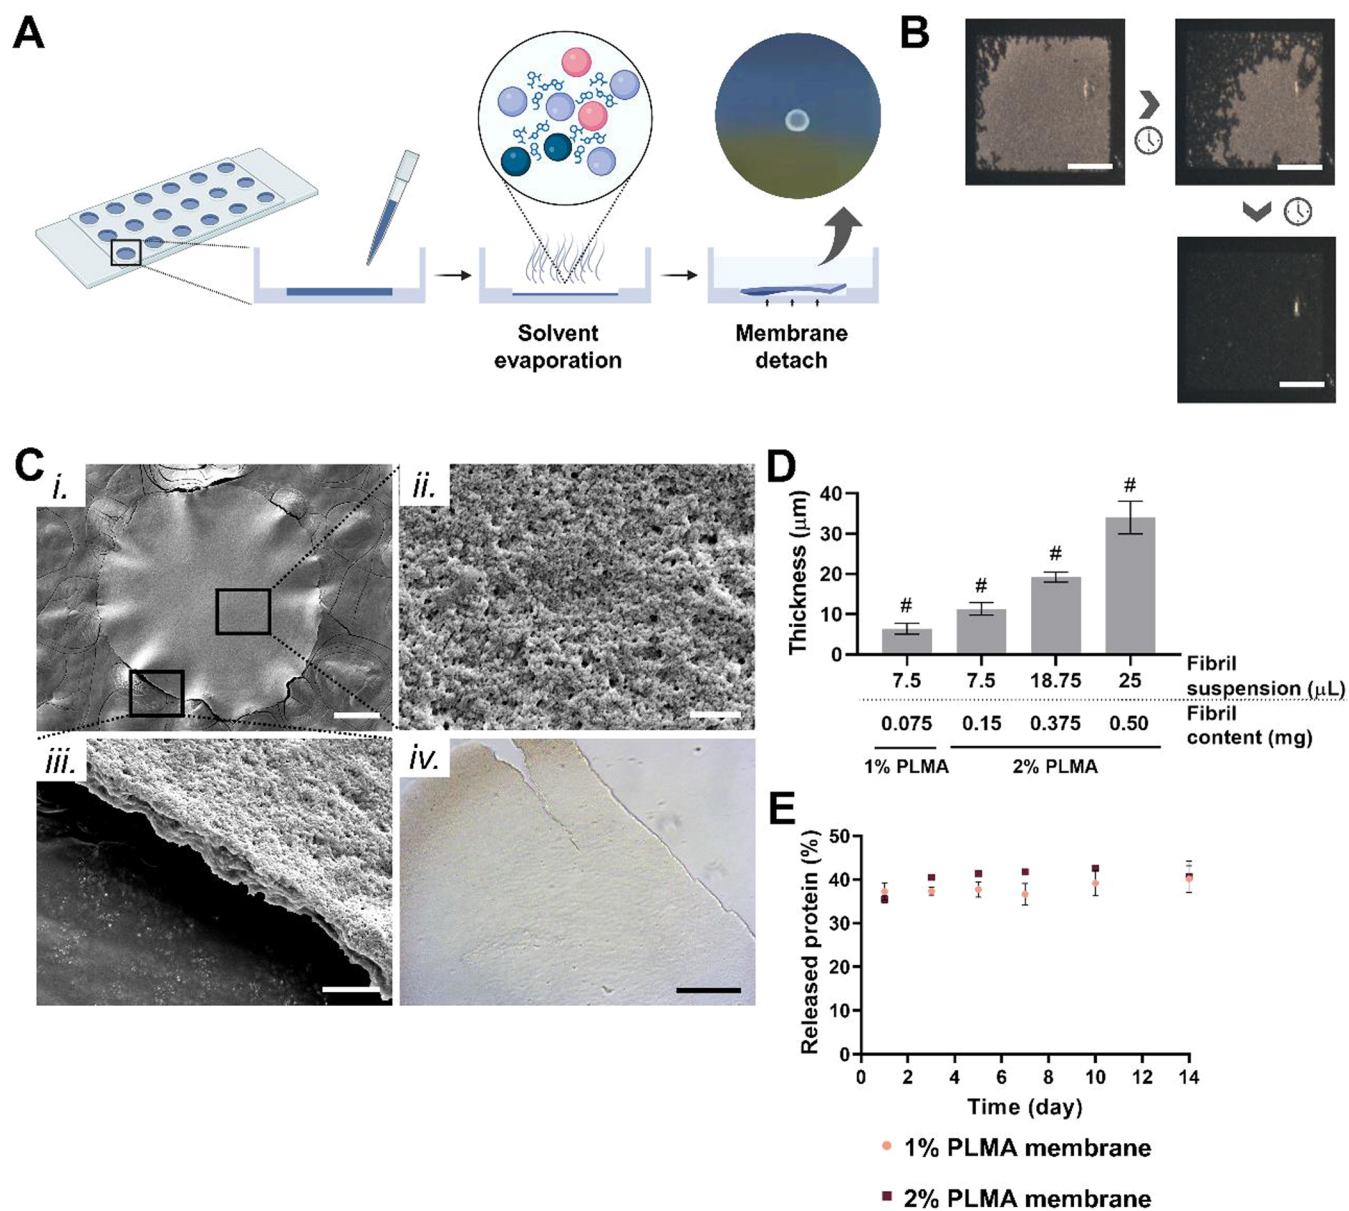 A
B
Solvent
evaporation
Membrane
detach
C
i.
ii.
iii.
iv.
D
Thickness (μm)
40
30
20
10
0
# # # #
7.5 7.5 18.75 25
Fibril
suspension (μL)
0.075 0.15 0.375 0.50
Fibril
content (mg)
1% PLMA 2% PLMA
E
Released protein (%)
50
40
30
20
10
0
0 2 4 6 8 10 12 14
Time (day)
1% PLMA membrane
2% PLMA membrane